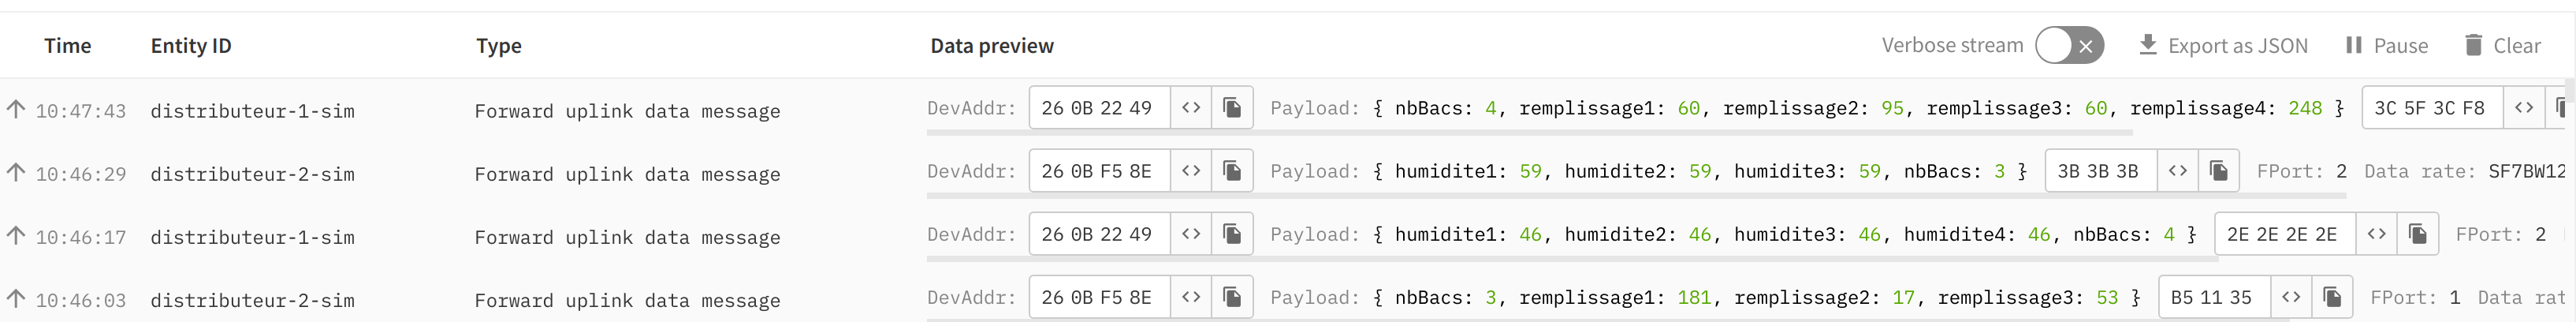 Time Entity ID Type Data preview Verbose stream Export as JSON Pause Clear
10:47:43 distributeur-1-sim Forward uplink data message DevAddr: 26 0B 22 49 <> Payload: { nbBacs: 4, remplissage1: 60, remplissage2: 95, remplissage3: 60, remplissage4: 248 } 3C 5F 3C F8 <>
10:46:29 distributeur-2-sim Forward uplink data message DevAddr: 26 0B F5 8E <> Payload: { humidite1: 59, humidite2: 59, humidite3: 59, nbBacs: 3 } 3B 3B 3B <> FPort: 2 Data rate: SF7BW12
10:46:17 distributeur-1-sim Forward uplink data message DevAddr: 26 0B 22 49 <> Payload: { humidite1: 46, humidite2: 46, humidite3: 46, humidite4: 46, nbBacs: 4 } 2E 2E 2E 2E <> FPort: 2
10:46:03 distributeur-2-sim Forward uplink data message DevAddr: 26 0B F5 8E <> Payload: { nbBacs: 3, remplissage1: 181, remplissage2: 17, remplissage3: 53 } B5 11 35 <> FPort: 1 Data rat